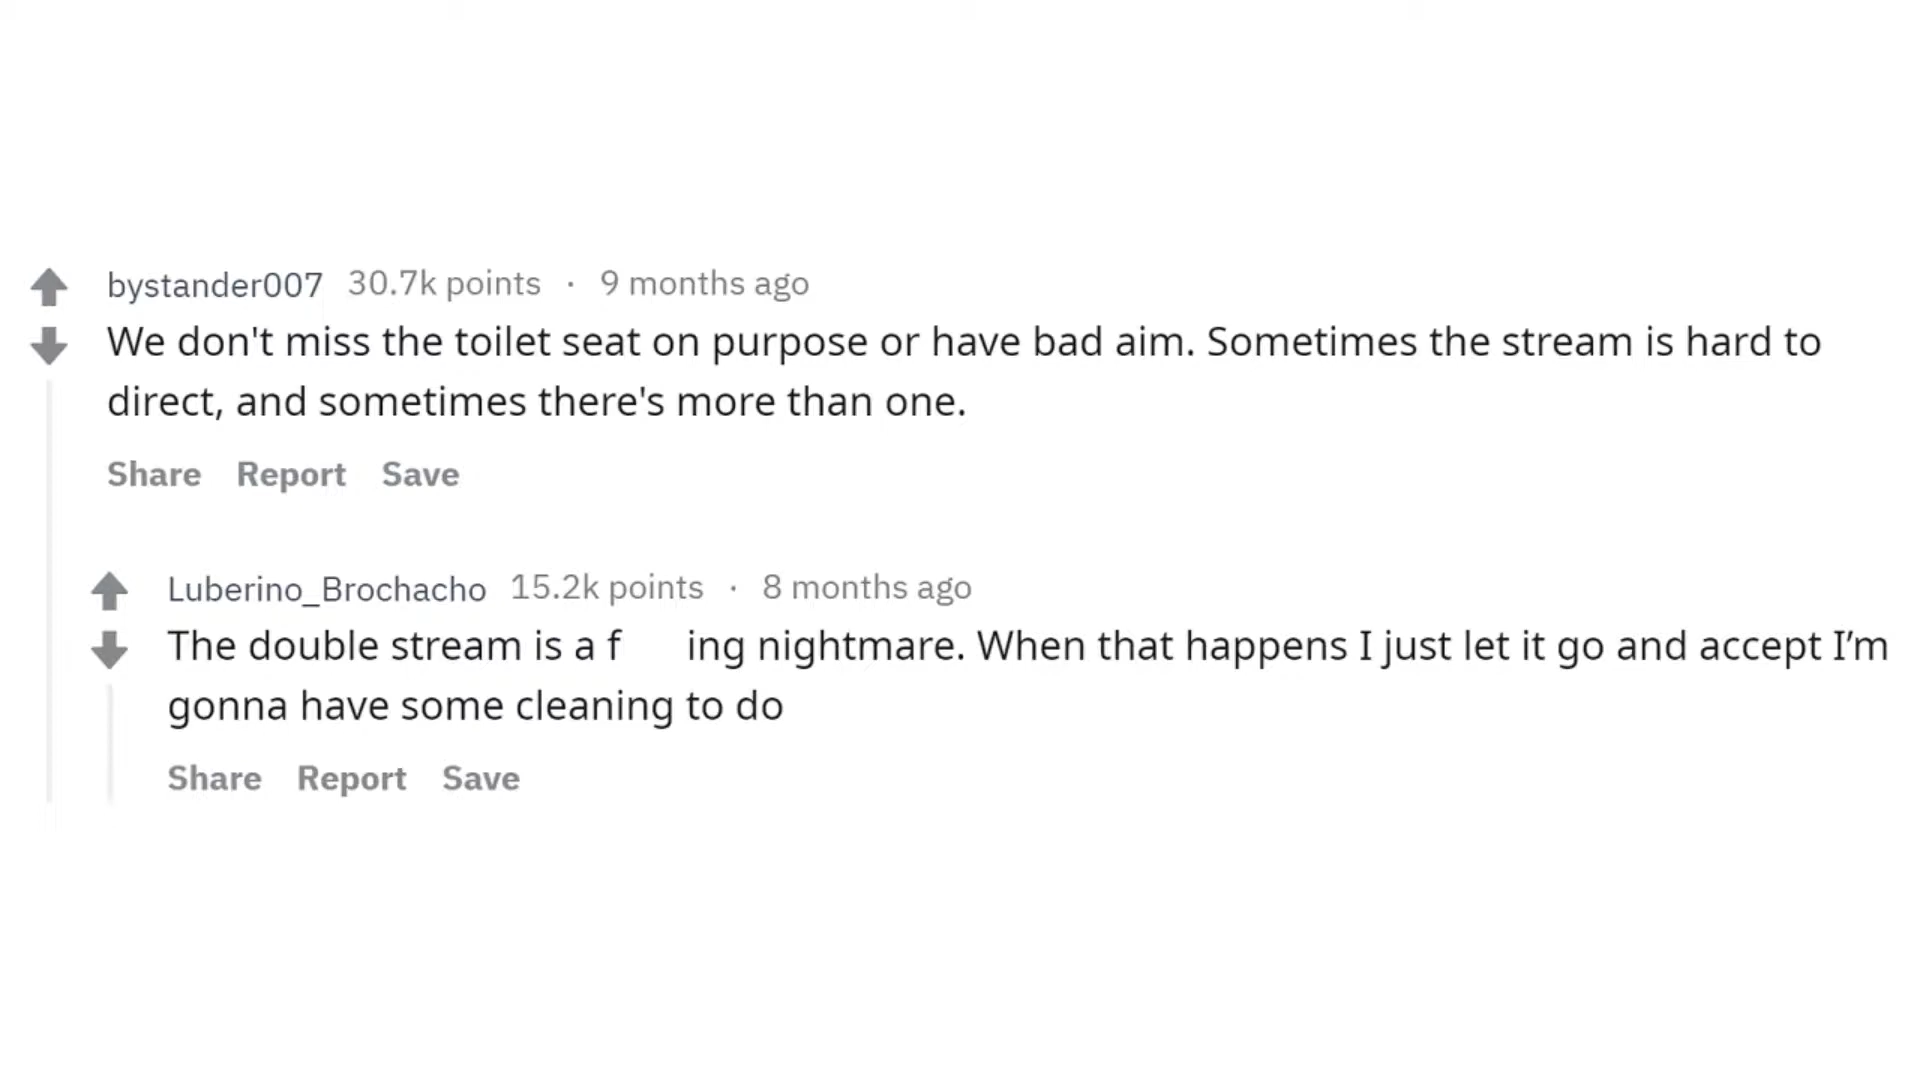 bystander007 30.7k points · 9 months ago
We don't miss the toilet seat on purpose or have bad aim. Sometimes the stream is hard to
direct, and sometimes there's more than one.
Share Report Save
Luberino_Brochacho 15.2k points · 8 months ago
The double stream is a f ing nightmare. When that happens I just let it go and accept I’m
gonna have some cleaning to do
Share Report Save